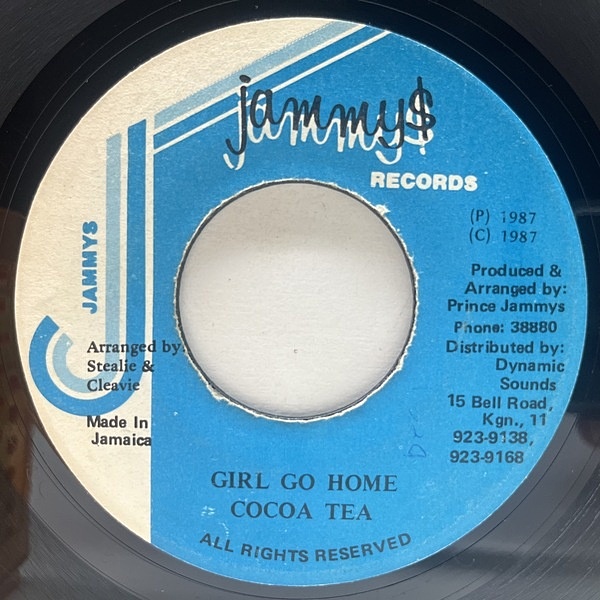 jammy$
RECORDS
JAMMYS
(P) 1987
(C) 1987
Produced &
Arranged by:
Prince Jammys
Phone: 38880
Distributed by:
Dynamic
Sounds
15 Bell Road,
Kgn., 11
923-9138,
923-9168
Arranged by:
Stealie &
Cleavie
Made In
Jamaica
GIRL GO HOME
COCOA TEA
ALL RIGHTS RESERVED